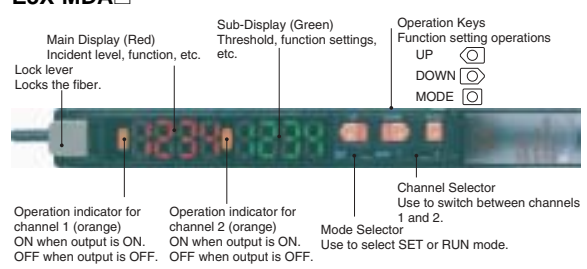 E3X-MDA□
Main Display (Red)
Incident level, function, etc.
Sub-Display (Green)
Threshold, function settings,
etc.
Operation Keys
Function setting operations
UP
DOWN
MODE
Lock lever
Locks the fiber.
1234 1234
Operation indicator for
channel 1 (orange)
ON when output is ON.
OFF when output is OFF.
Operation indicator for
channel 2 (orange)
ON when output is ON.
OFF when output is OFF.
Mode Selector
Use to select SET or RUN mode.
Channel Selector
Use to switch between channels
1 and 2.